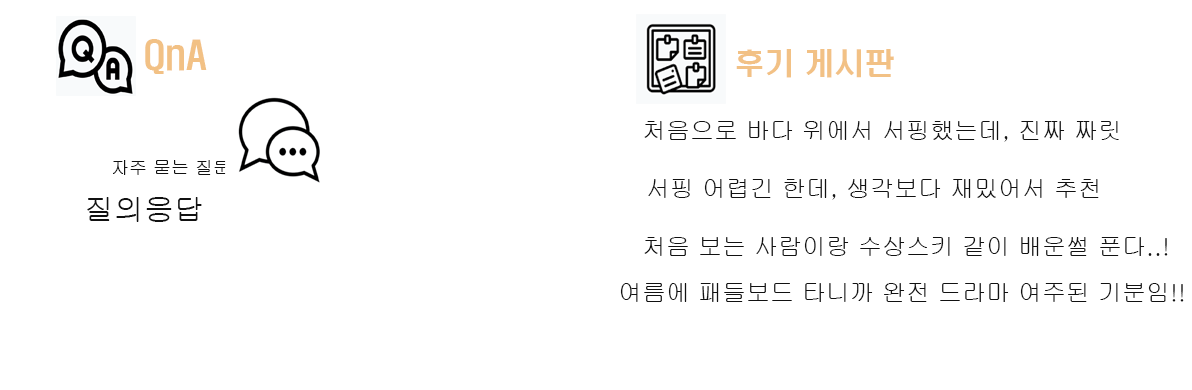 QA QnA
자주 묻는 질문
질의응답
후기 게시판
처음으로 바다 위에서 서핑했는데, 진짜 짜릿
서핑 어렵긴 한데, 생각보다 재밌어서 추천
처음 보는 사람이랑 수상스키 같이 배운썰 푼다..!
여름에 패들보드 타니까 완전 드라마 여주된 기분임!!